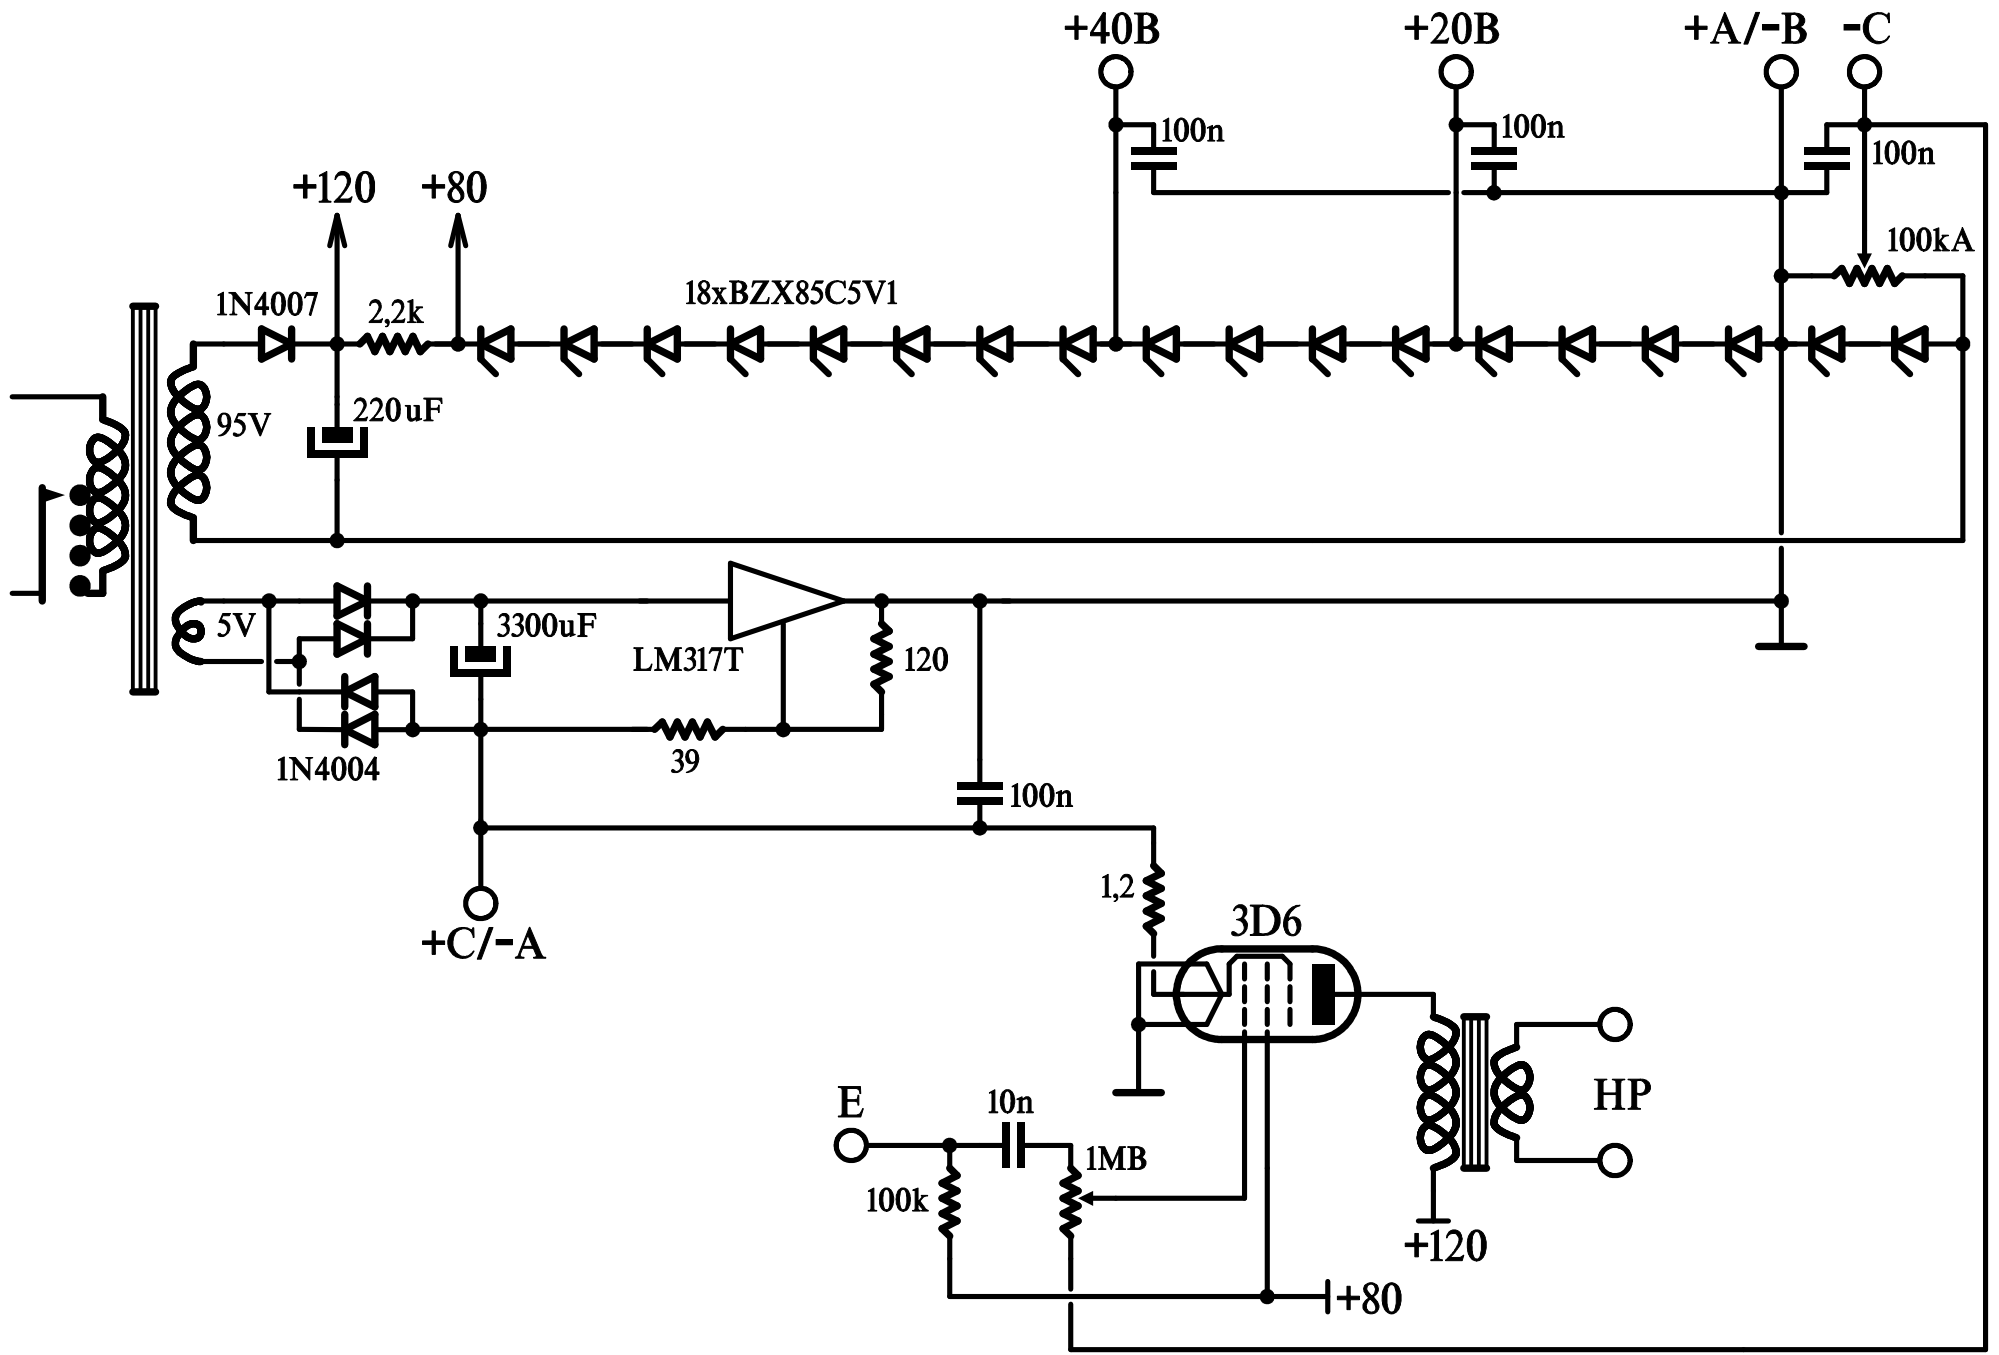 +40B
+20B
+A/-B
-C
100n
100n
100n
+120
+80
100kA
1N4007
2,2k
18xBZX85C5V1
220uF
95V
5V
3300uF
LM317T
120
39
1N4004
100n
1,2
3D6
+C/-A
E
10n
1MB
HP
100k
+120
+80